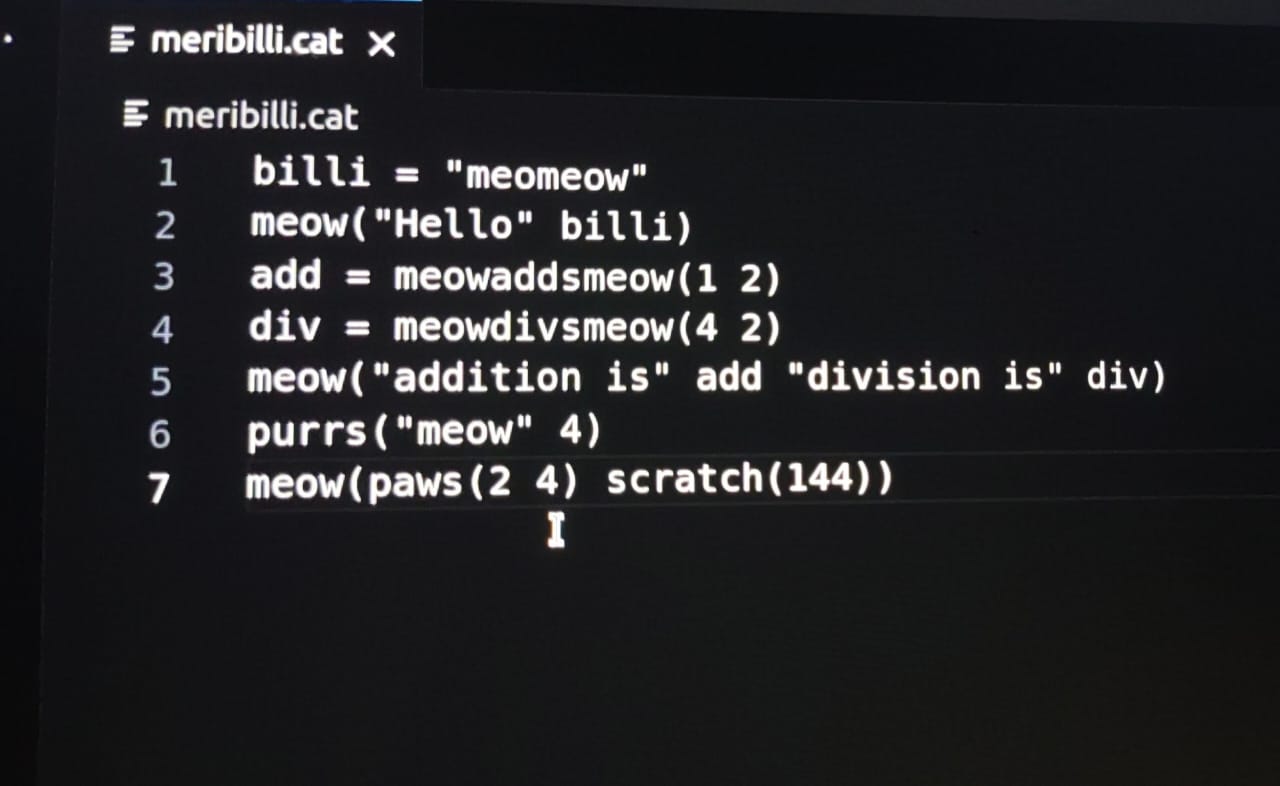 meribilli.cat ×
meribilli.cat
1 billi = "meomeow"
2 meow("Hello" billi)
3 add = meowaddsmeow(1 2)
4 div = meowdivsmeow(4 2)
5 meow("addition is" add "division is" div)
6 purrs("meow" 4)
7 meow(paws(2 4) scratch(144))